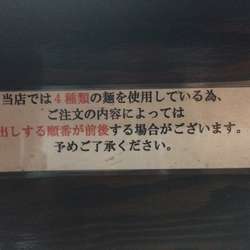 当店では4種類の麺を使用している為、
ご注文の内容によっては
出しする順番が前後する場合がございます。
予めご了承ください。